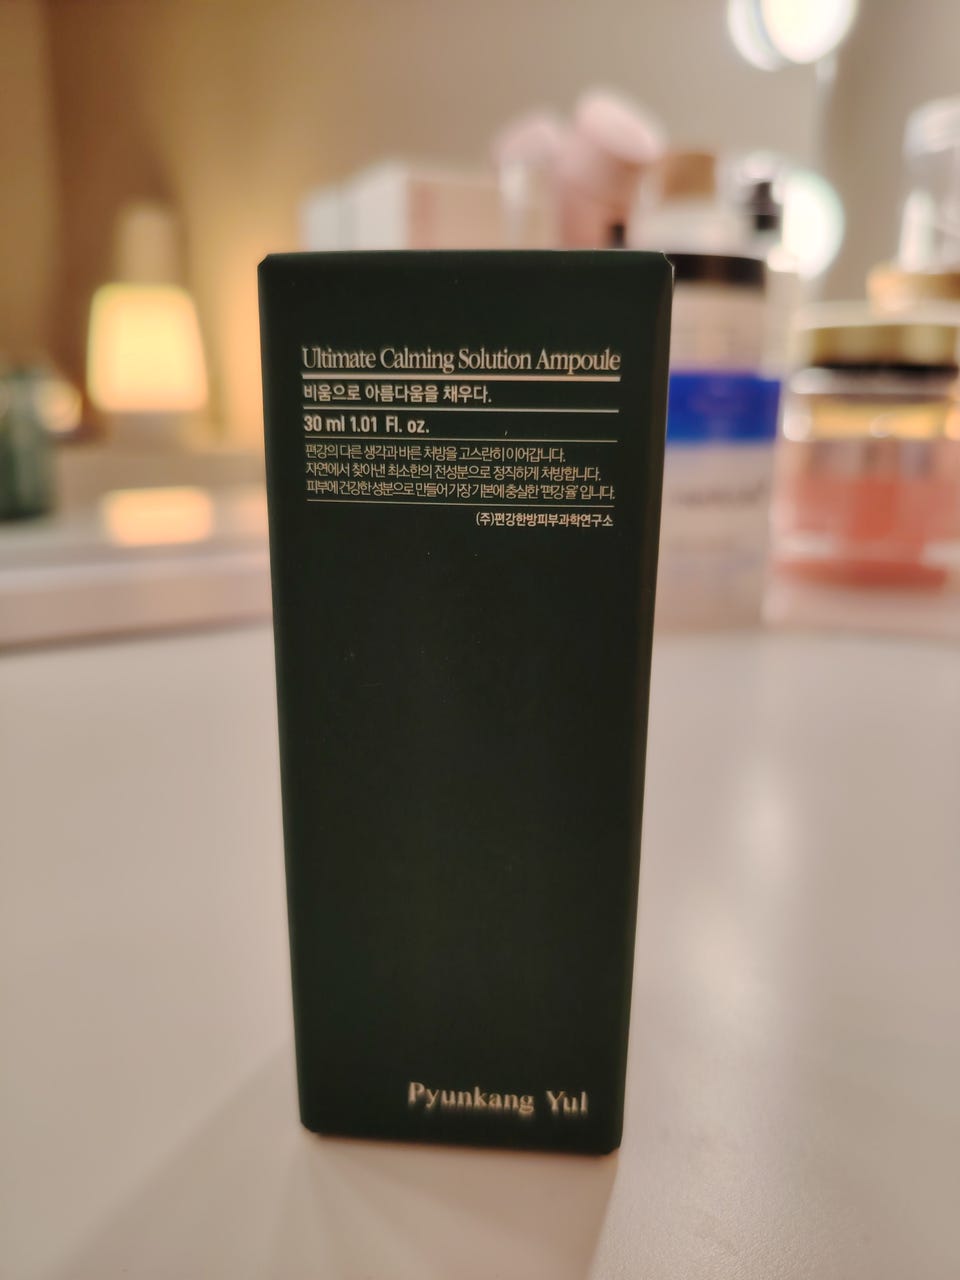 Ultimate Calming Solution Ampoule
비움으로 아름다움을 채우다.
30 ml 1.01 Fl. oz.
편강의 다른 생각과 바른 처방을 고스란히 이어갑니다.
자연에서 찾아낸 최소한의 전성분으로 정직하게 처방합니다.
피부에 건강한 성분으로 만들어 가장 기본에 충실한 '편강율' 입니다.
(주)편강한방피부과학연구소
Pyunkang Yul